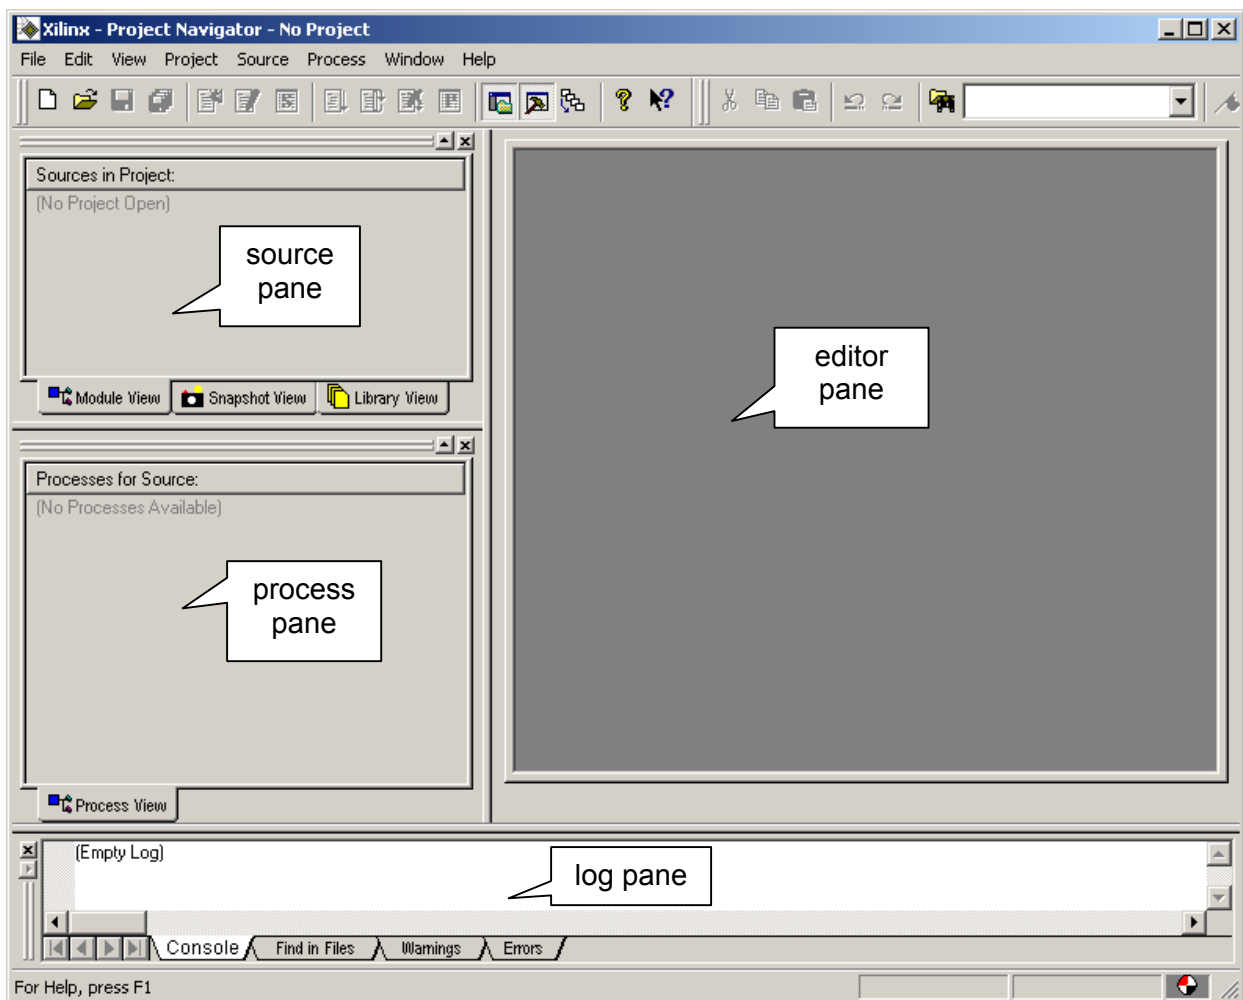 Xilinx - Project Navigator - No Project
File Edit View Project Source Process Window Help
Sources in Project:
(No Project Open)
source
pane
Module View Snapshot View Library View
editor
pane
Processes for Source:
(No Processes Available)
process
pane
Process View
(Empty Log)
log pane
Console Find in Files Warnings Errors
For Help, press F1